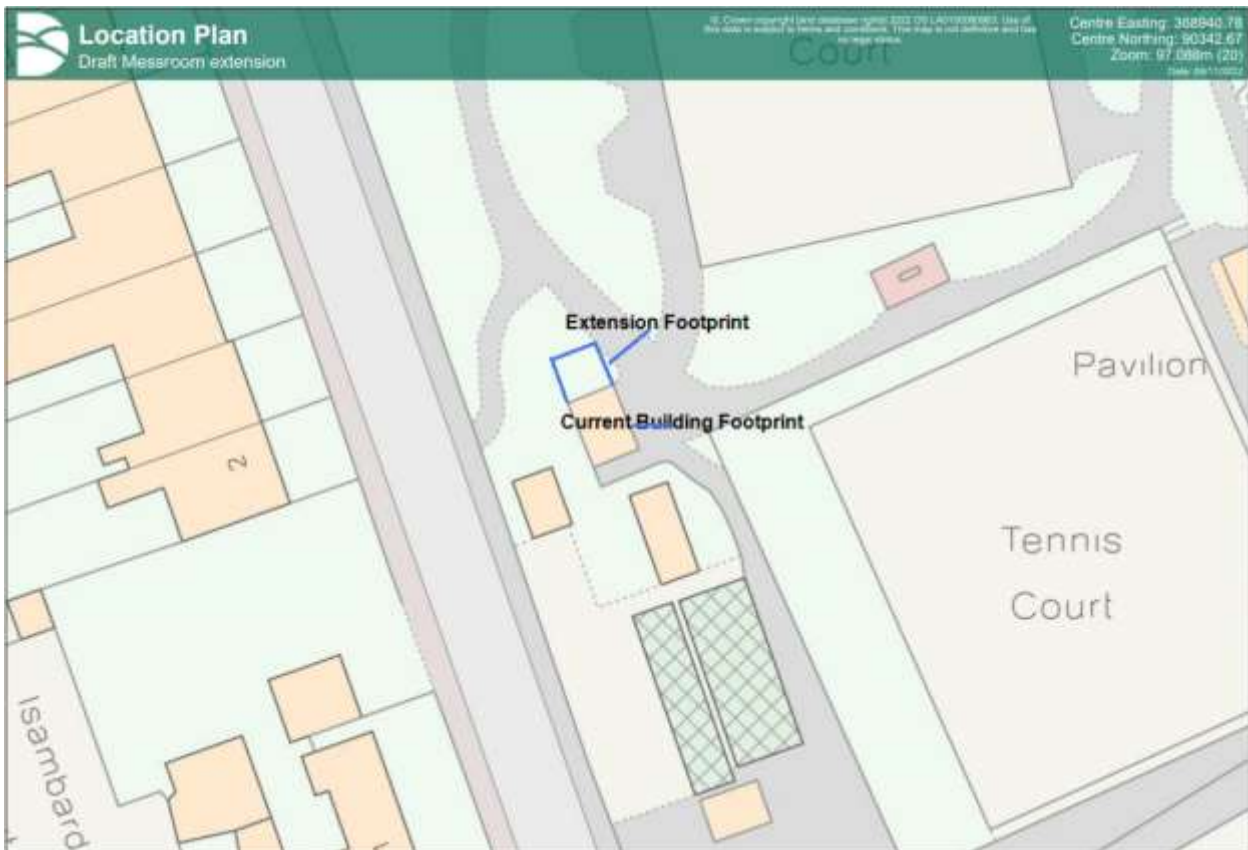 Location Plan
Draft Messroom extension
Centre Easting: 368940.76
Centre Northing: 90342.67
Zoom: 97.088m (20)
Court
Extension Footprint
Pavilion
Current Building Footprint
2
Tennis
Court
Isambard